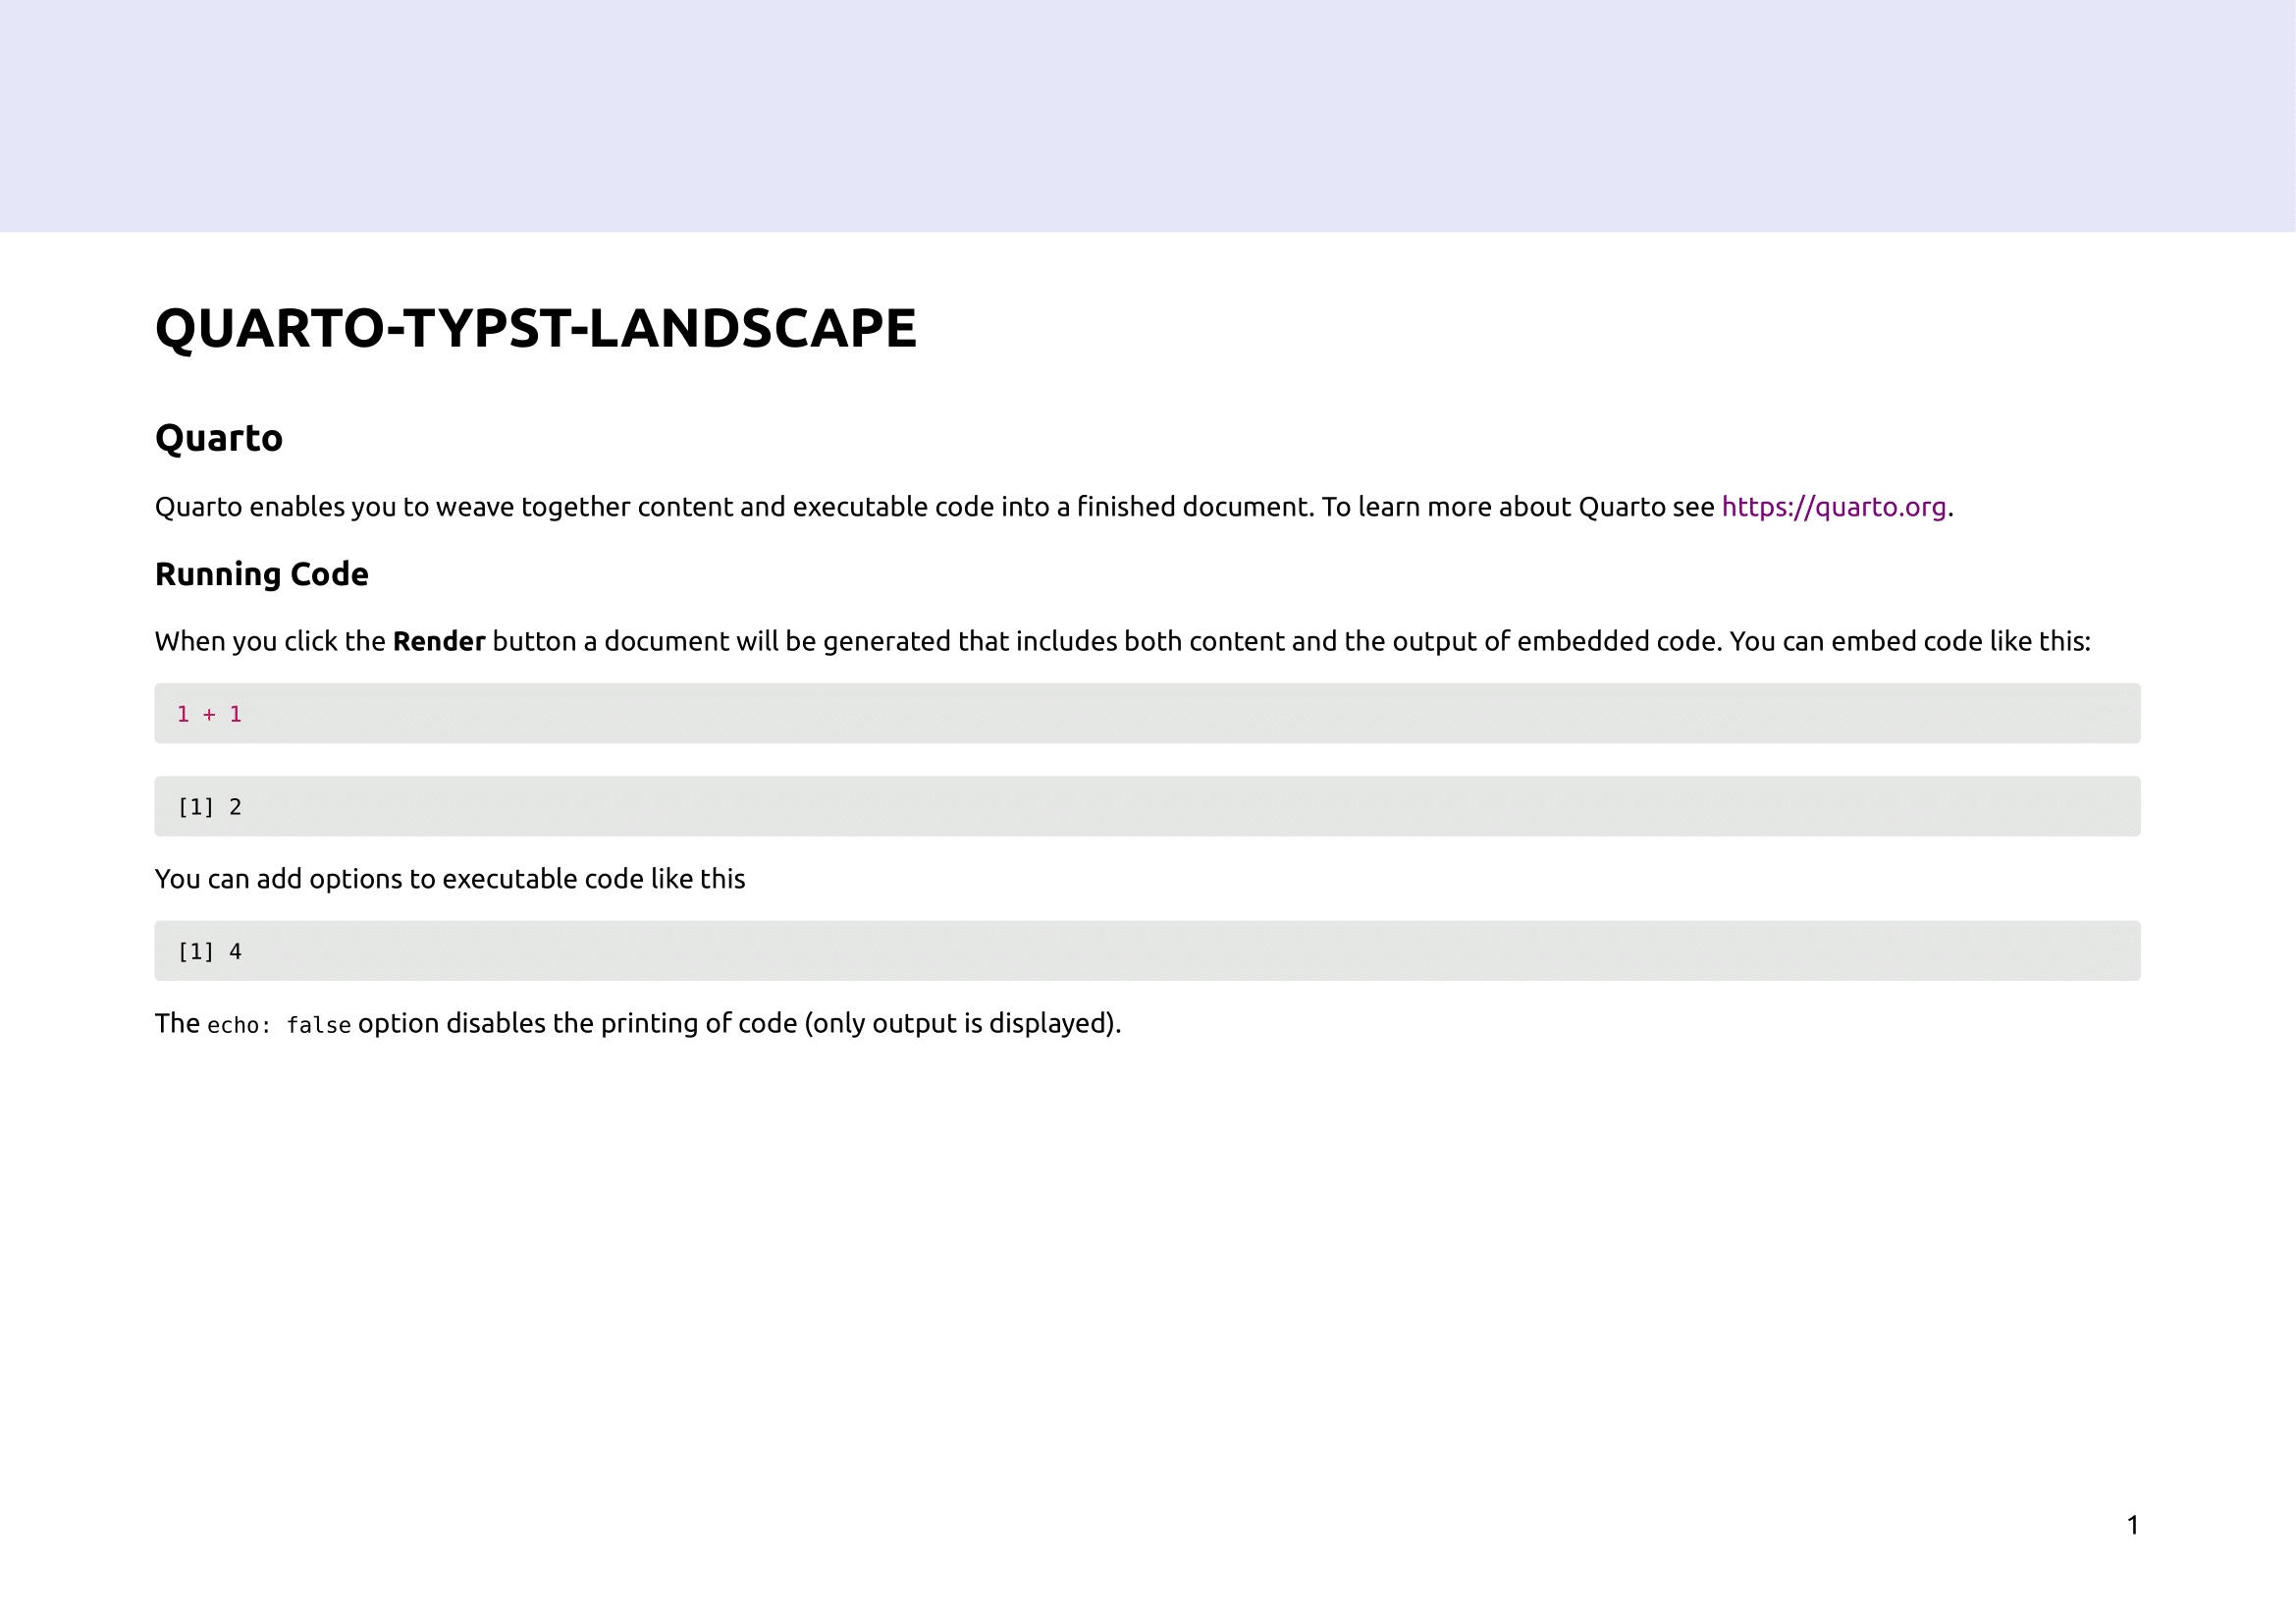 QUARTO-TYPST-LANDSCAPE
Quarto
Quarto enables you to weave together content and executable code into a finished document. To learn more about Quarto see https://quarto.org.
Running Code
When you click the Render button a document will be generated that includes both content and the output of embedded code. You can embed code like this:
1 + 1
[1] 2
You can add options to executable code like this
[1] 4
The echo: false option disables the printing of code (only output is displayed).
1